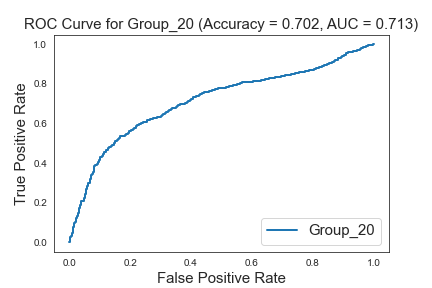 ROC Curve for Group_20 (Accuracy = 0.702, AUC = 0.713)
True Positive Rate
1.0
0.8
0.6
0.4
0.2
0.0
Group_20
0.0 0.2 0.4 0.6 0.8 1.0
False Positive Rate